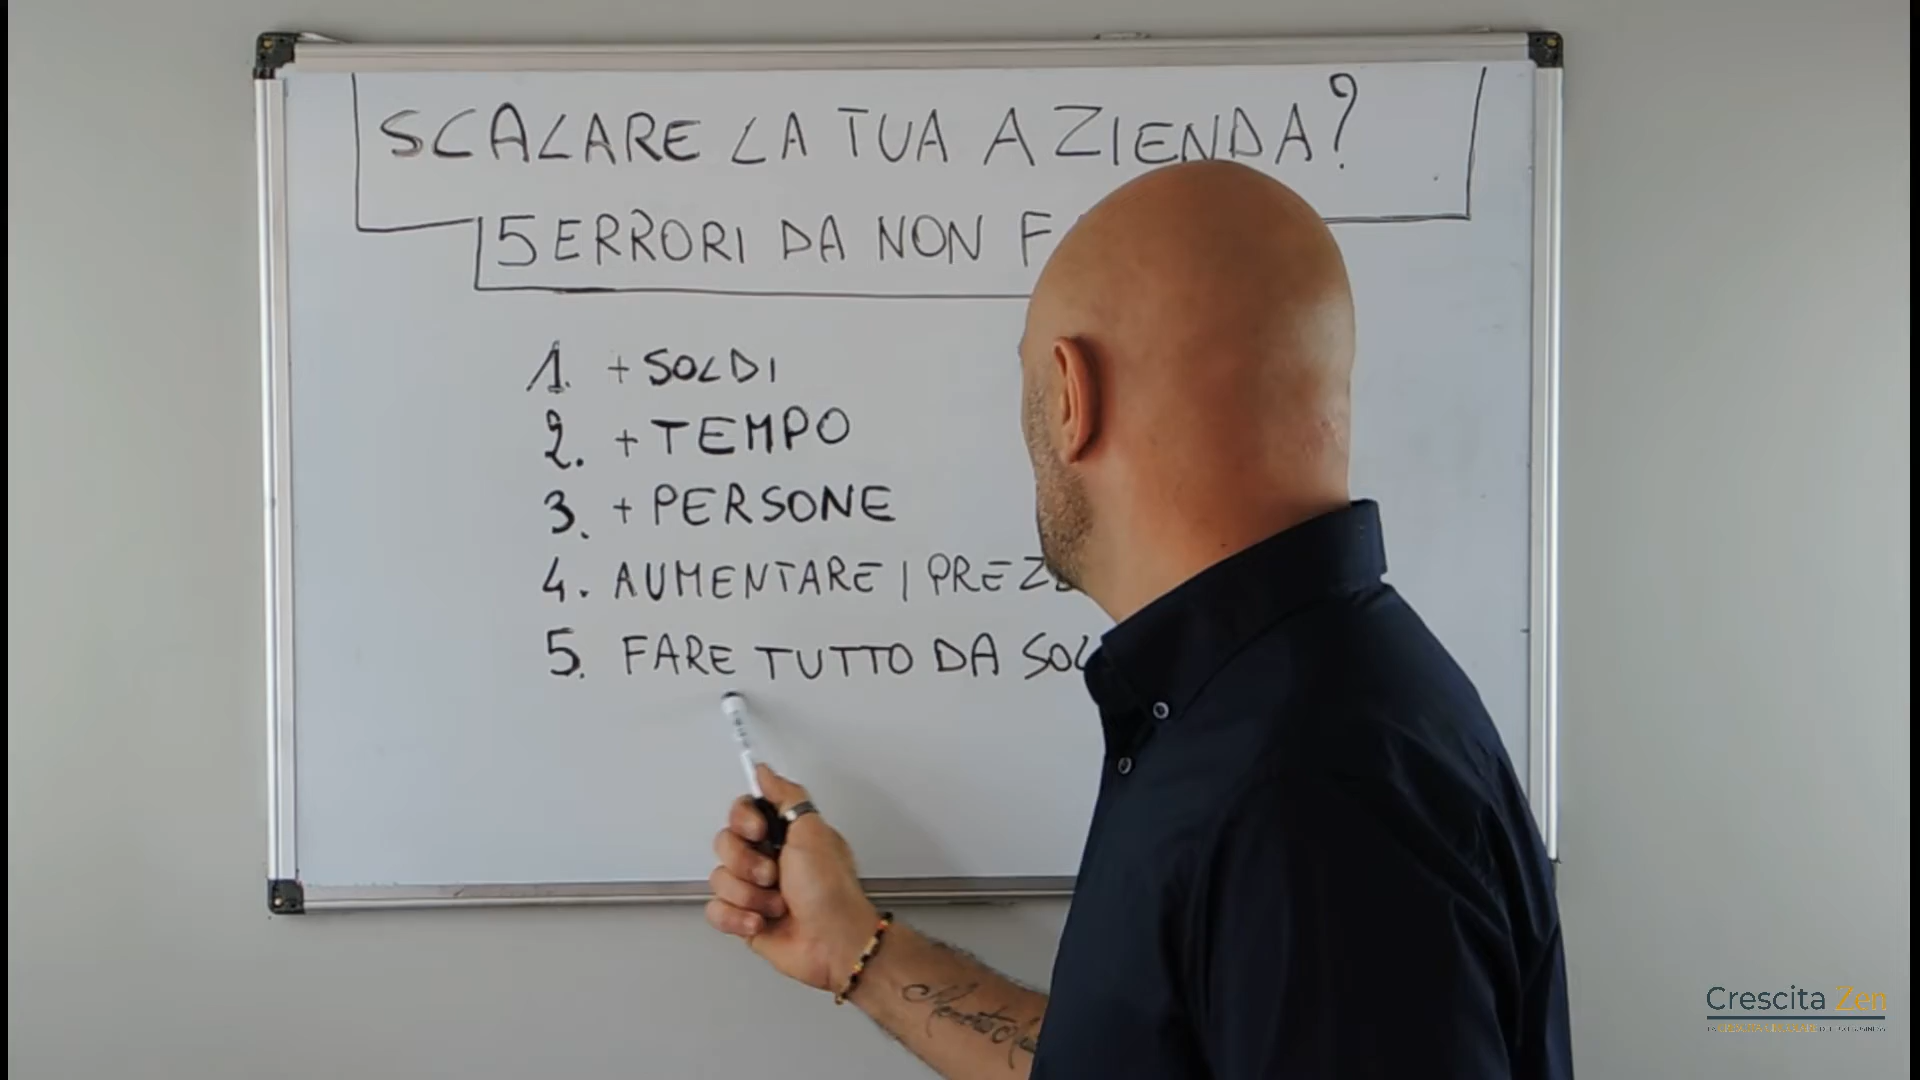 SCALARE LA TUA AZIENDA?
5 ERRORI DA NON F
1. + SOLDI
2. + TEMPO
3. + PERSONE
4. AUMENTARE I PREZ
5. FARE TUTTO DA SOL
Crescita Zen